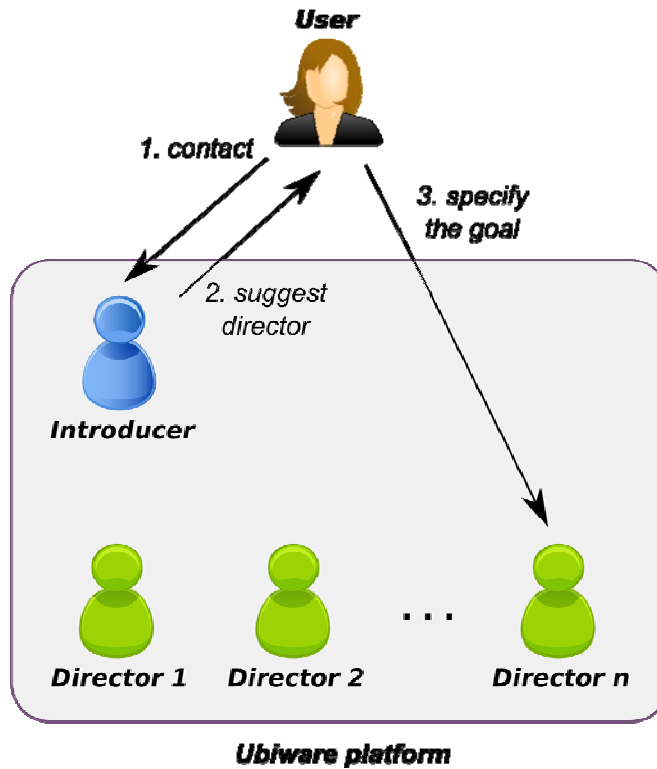 User
1. contact
3. specify
the goal
2. suggest
director
Introducer
...
Director 1
Director 2
Director n
Ubiware platform